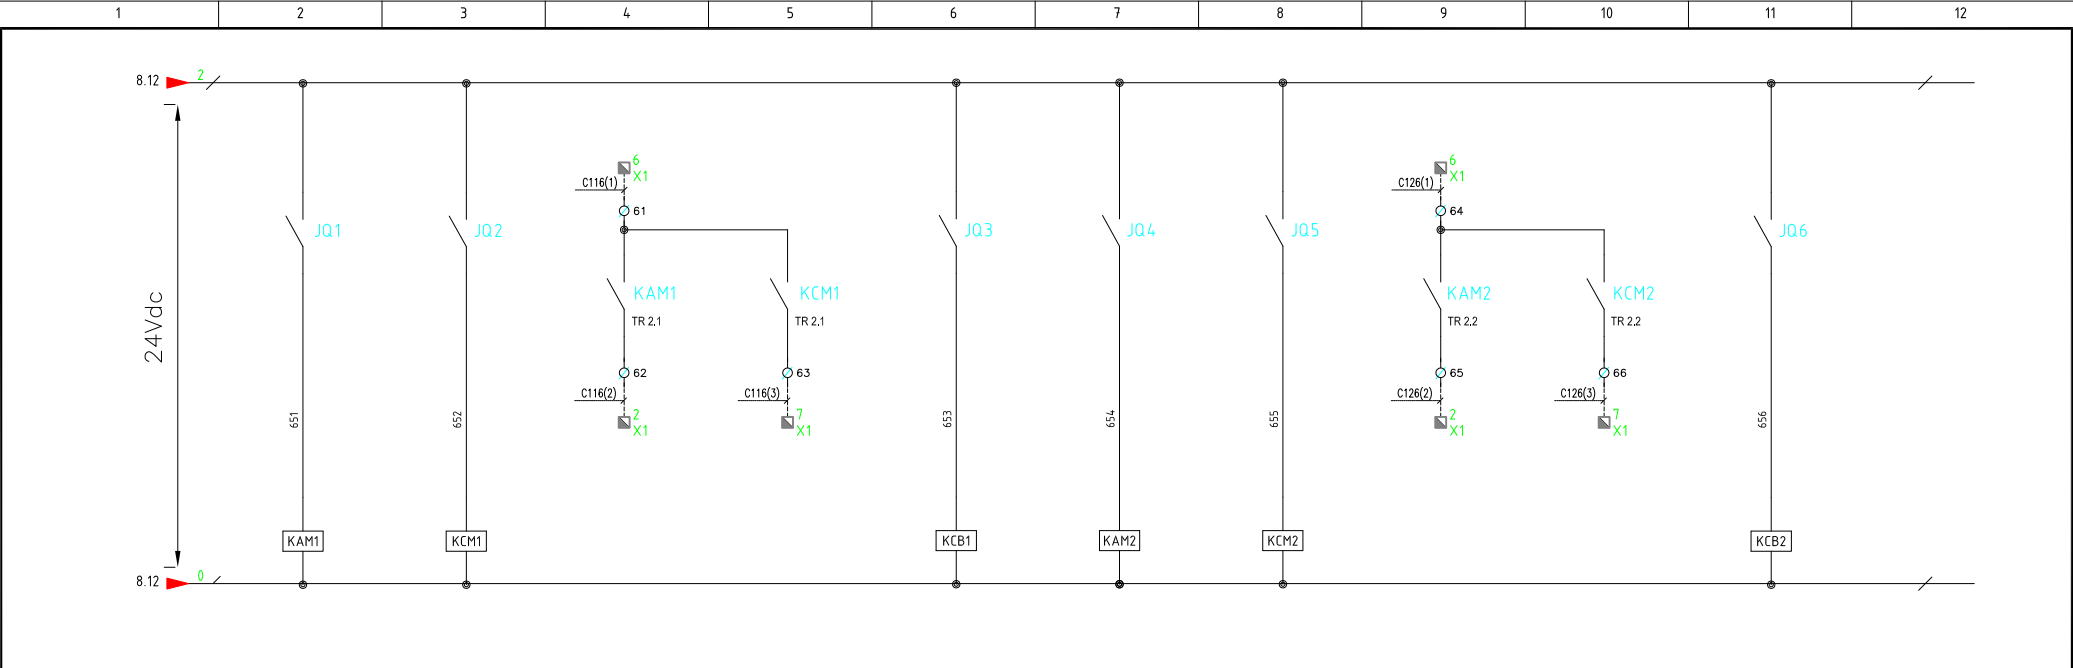 1 2 3 4 5 6 7 8 9 10 11 12
8.12 2
6 6
X1 X1
C116(1) C126(1)
61 64
JQ1 JQ2 JQ3 JQ4 JQ5 JQ6
KAM1 KCM1 KAM2 KCM2
TR 2.1 TR 2.1 TR 2.2 TR 2.2
24Vdc
62 63 65 66
C116(2) C116(3) C126(2) C126(3)
2 7 2 7
X1 X1 X1 X1
651 652 653 654 655 656
KAM1 KCM1 KCB1 KAM2 KCM2 KCB2
8.12 0